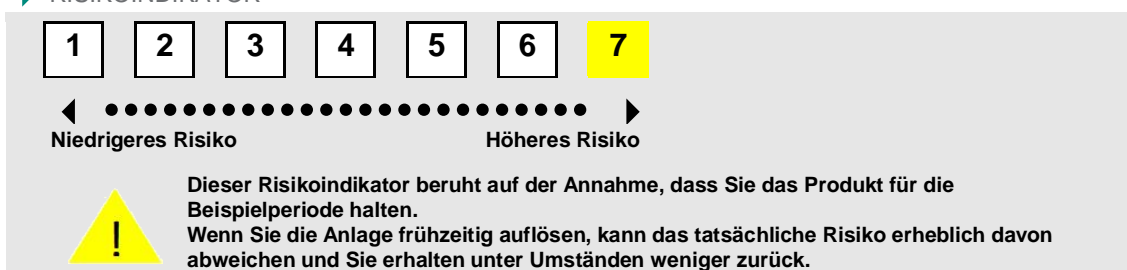 RISIKOINDIKATOR
1 2 3 4 5 6 7
Niedrigeres Risiko Höheres Risiko
Dieser Risikoindikator beruht auf der Annahme, dass Sie das Produkt für die
Beispielperiode halten.
Wenn Sie die Anlage frühzeitig auflösen, kann das tatsächliche Risiko erheblich davon
abweichen und Sie erhalten unter Umständen weniger zurück.
!